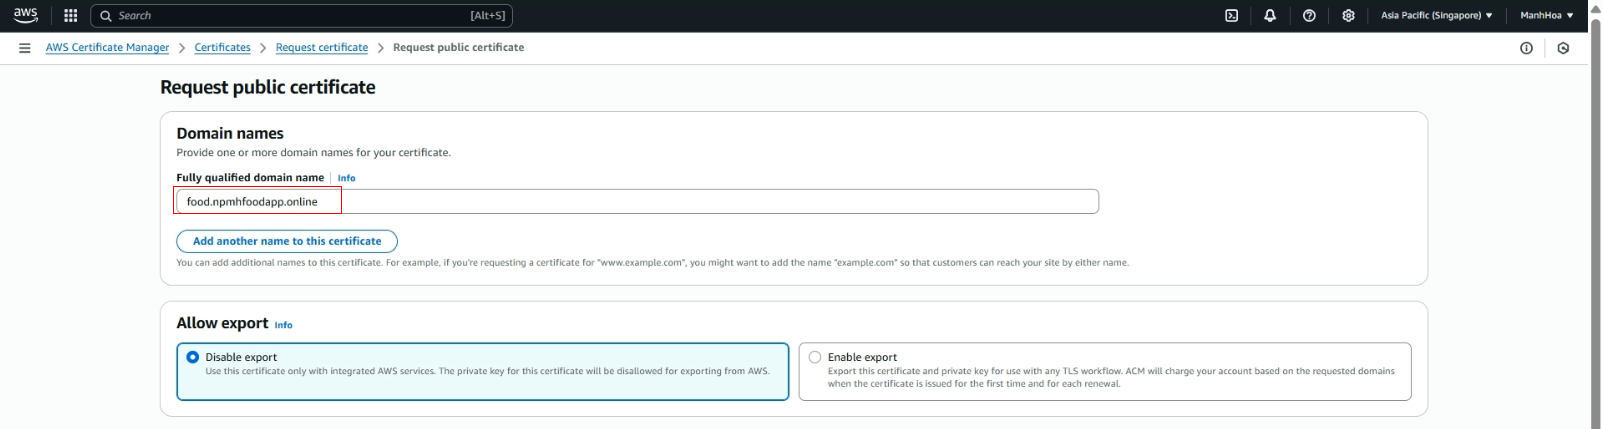 aws Search [Alt+S] Asia Pacific (Singapore) ▼ ManhHoa ▼
AWS Certificate Manager > Certificates > Request certificate > Request public certificate
Request public certificate
Domain names
Provide one or more domain names for your certificate.
Fully qualified domain name | Info
food.npmhfoodapp.online
Add another name to this certificate
You can add additional names to this certificate. For example, if you're requesting a certificate for "www.example.com", you might want to add the name "example.com" so that customers can reach your site by either name.
Allow export Info
Disable export
Use this certificate only with integrated AWS services. The private key for this certificate will be disallowed for exporting from AWS.
Enable export
Export this certificate and private key for use with any TLS workflow. ACM will charge your account based on the requested domains
when the certificate is issued for the first time and for each renewal.